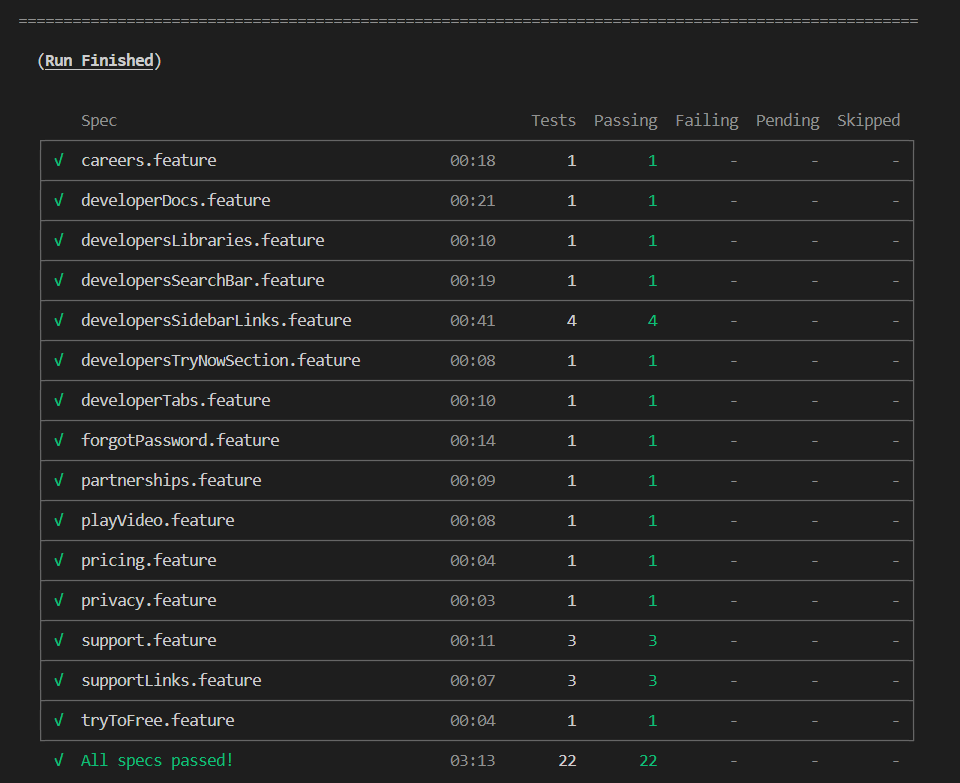 ====================================================================================================
(Run Finished)
Spec Tests Passing Failing Pending Skipped
√ careers.feature 00:18 1 1 - - -
√ developerDocs.feature 00:21 1 1 - - -
√ developersLibraries.feature 00:10 1 1 - - -
√ developersSearchBar.feature 00:19 1 1 - - -
√ developersSidebarLinks.feature 00:41 4 4 - - -
√ developersTryNowSection.feature 00:08 1 1 - - -
√ developerTabs.feature 00:10 1 1 - - -
√ forgotPassword.feature 00:14 1 1 - - -
√ partnerships.feature 00:09 1 1 - - -
√ playVideo.feature 00:08 1 1 - - -
√ pricing.feature 00:04 1 1 - - -
√ privacy.feature 00:03 1 1 - - -
√ support.feature 00:11 3 3 - - -
√ supportLinks.feature 00:07 3 3 - - -
√ tryToFree.feature 00:04 1 1 - - -
√ All specs passed! 03:13 22 22 - - -